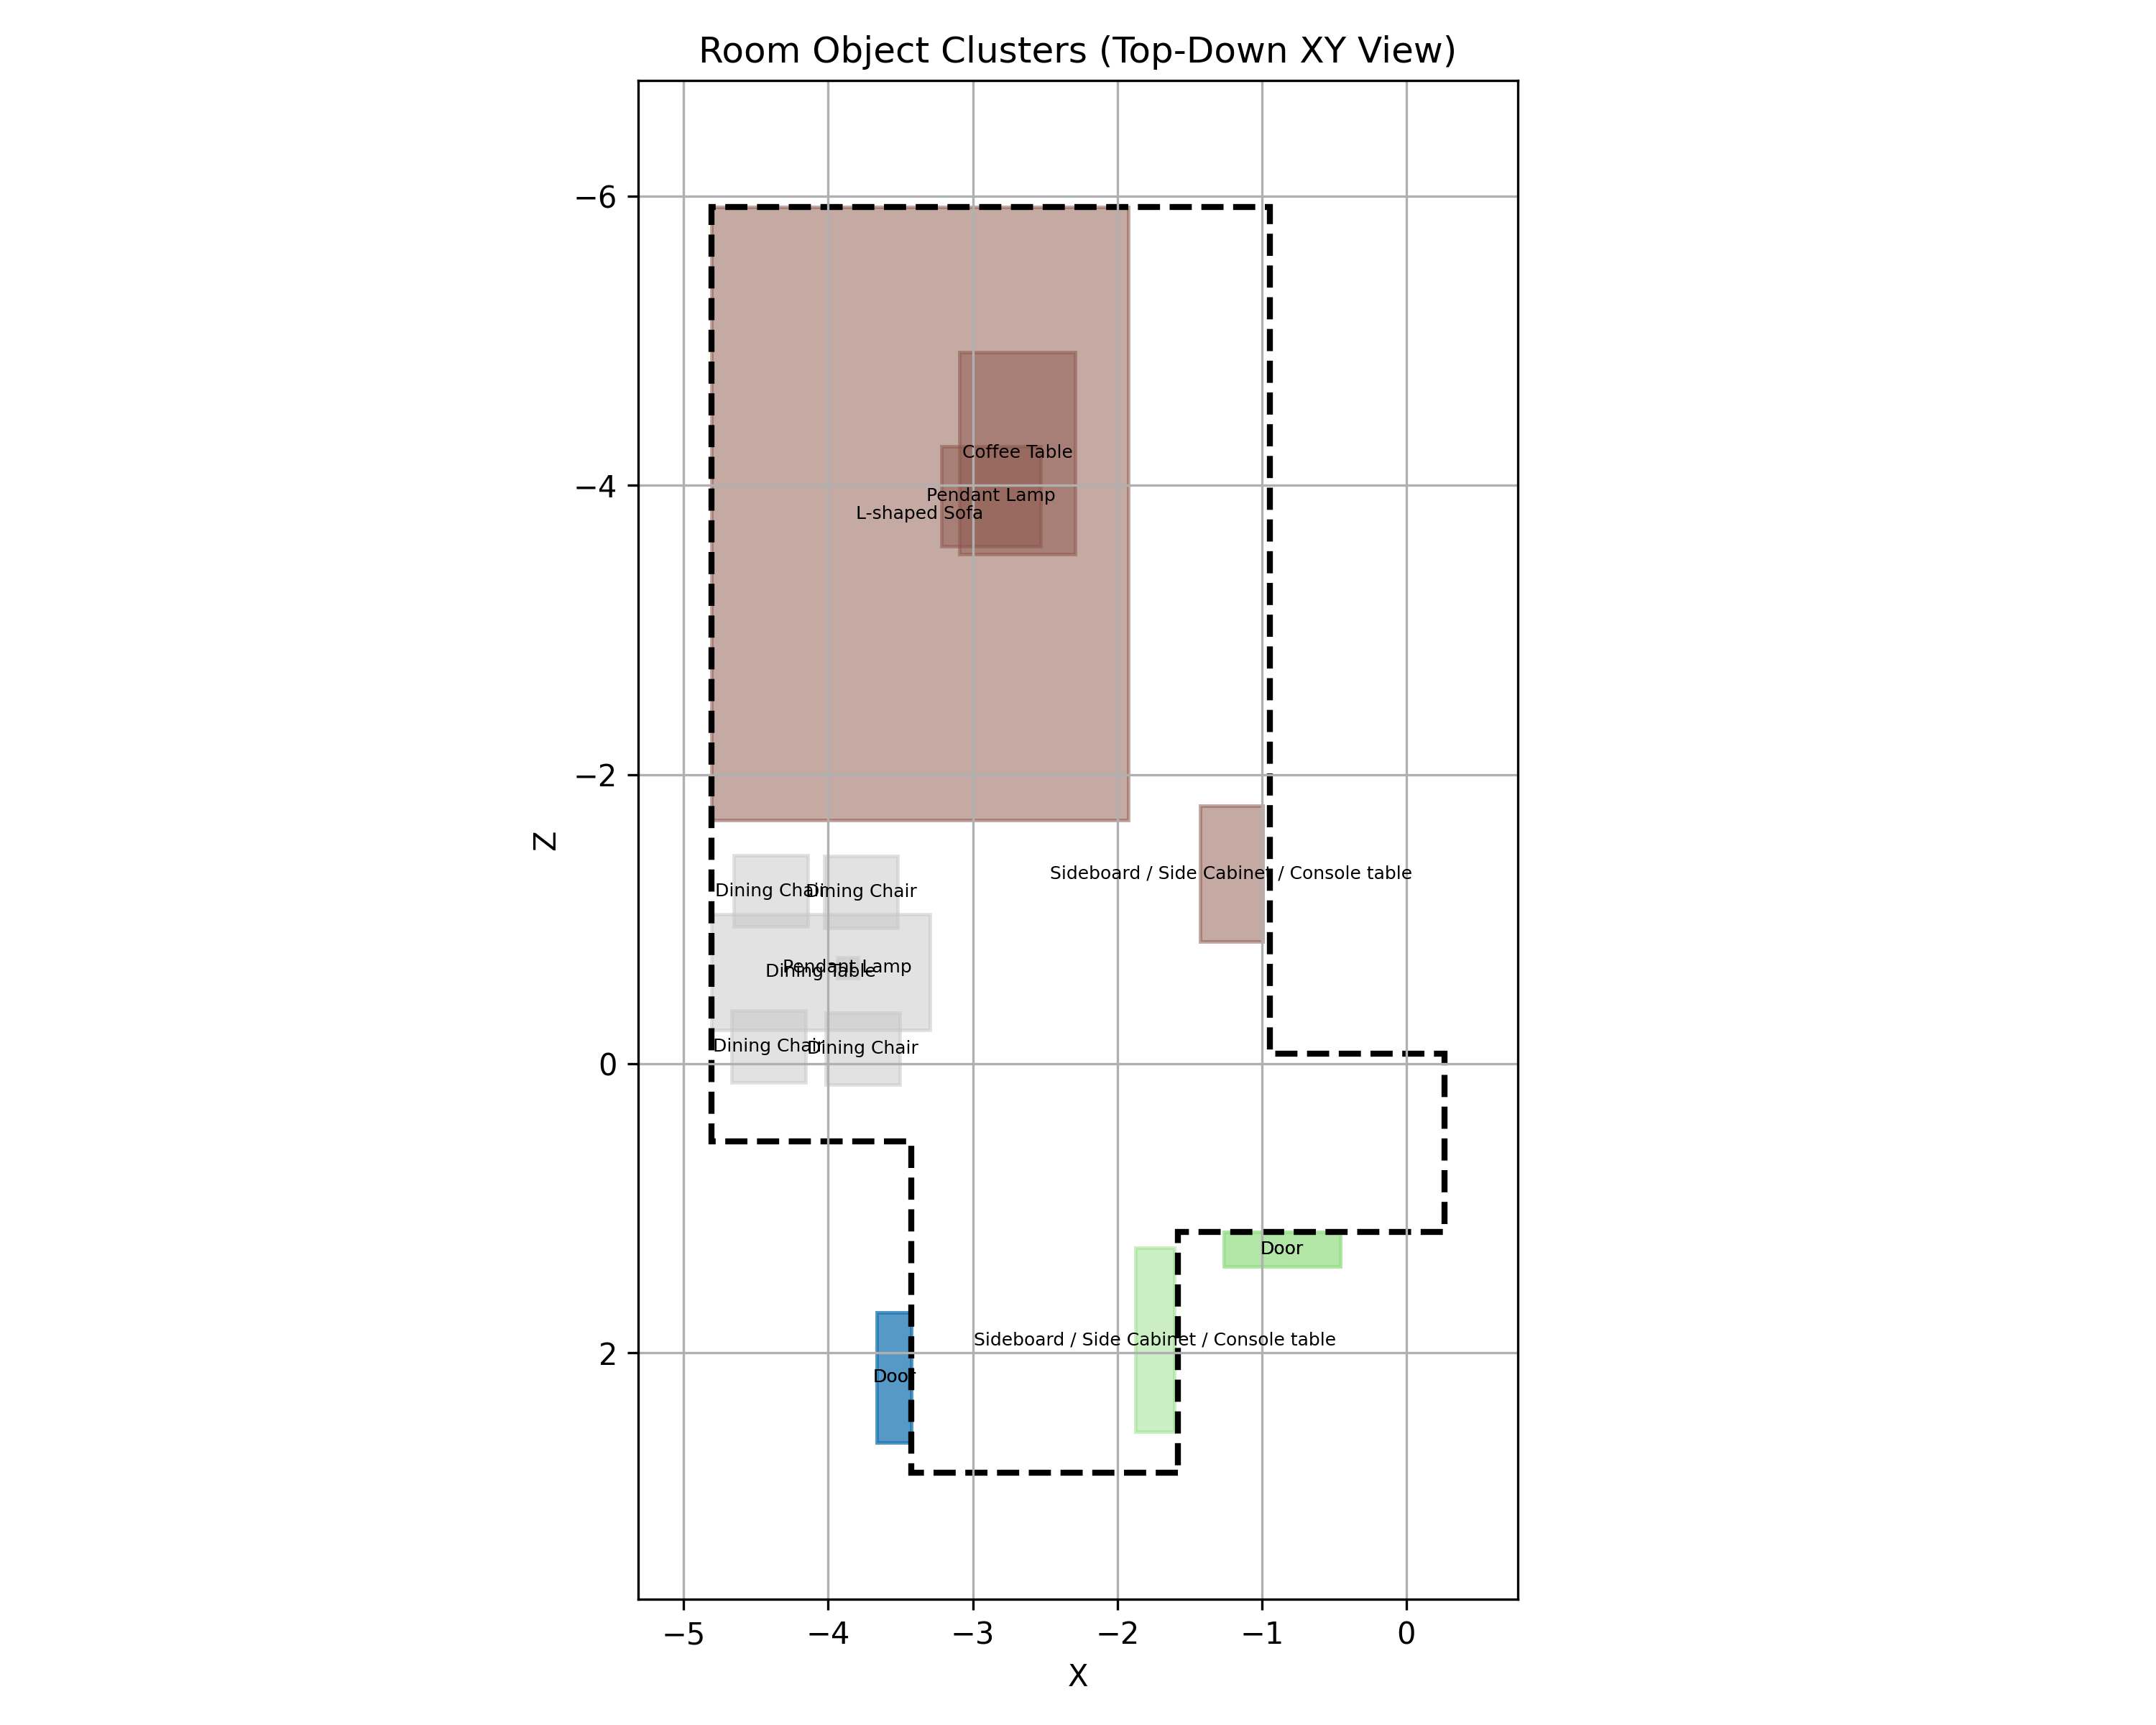 Room Object Clusters (Top-Down XY View)
−6
Coffee Table
−4
Pendant Lamp
L-shaped Sofa
−2
Z
Sideboard / Side Cabinet / Console table
Dining Chair
Dining Chair
Pendant Lamp
Dining Table
Dining Chair
Dining Chair
0
Door
Sideboard / Side Cabinet / Console table
2
Door
−5
−4
−3
−2
−1
0
X